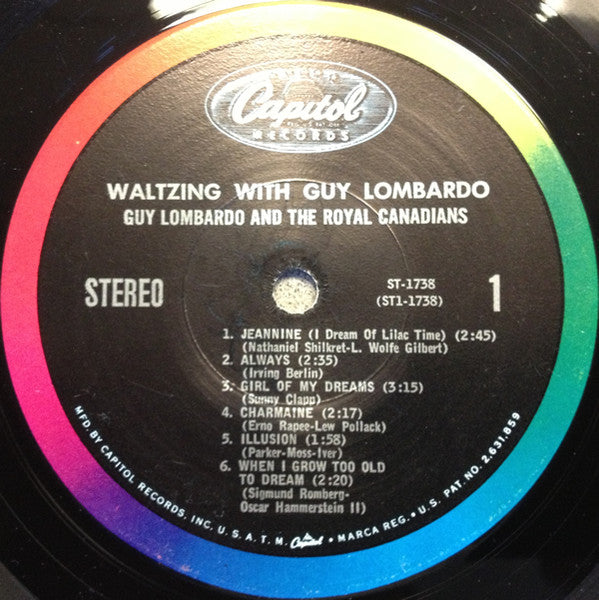 Capitol
RECORDS
WALTZING WITH GUY LOMBARDO
GUY LOMBARDO AND THE ROYAL CANADIANS
STEREO
ST-1738
(ST1-1738)
1
1. JEANNINE (I Dream Of Lilac Time) (2:45)
(Nathaniel Shilkret-L. Wolfe Gilbert)
2. ALWAYS (2:35)
(Irving Berlin)
3. GIRL OF MY DREAMS (3:15)
(Sunny Clapp)
4. CHARMAINE (2:17)
(Erno Rapee-Lew Pollack)
5. ILLUSION (1:58)
(Parker-Moss-Iver)
6. WHEN I GROW TOO OLD
TO DREAM (2:20)
(Sigmund Romberg-
Oscar Hammerstein II)
MFD. BY CAPITOL RECORDS, INC. U.S.A. T.M. Capitol • MARCA REG. • U.S. PAT. NO. 2,631,859